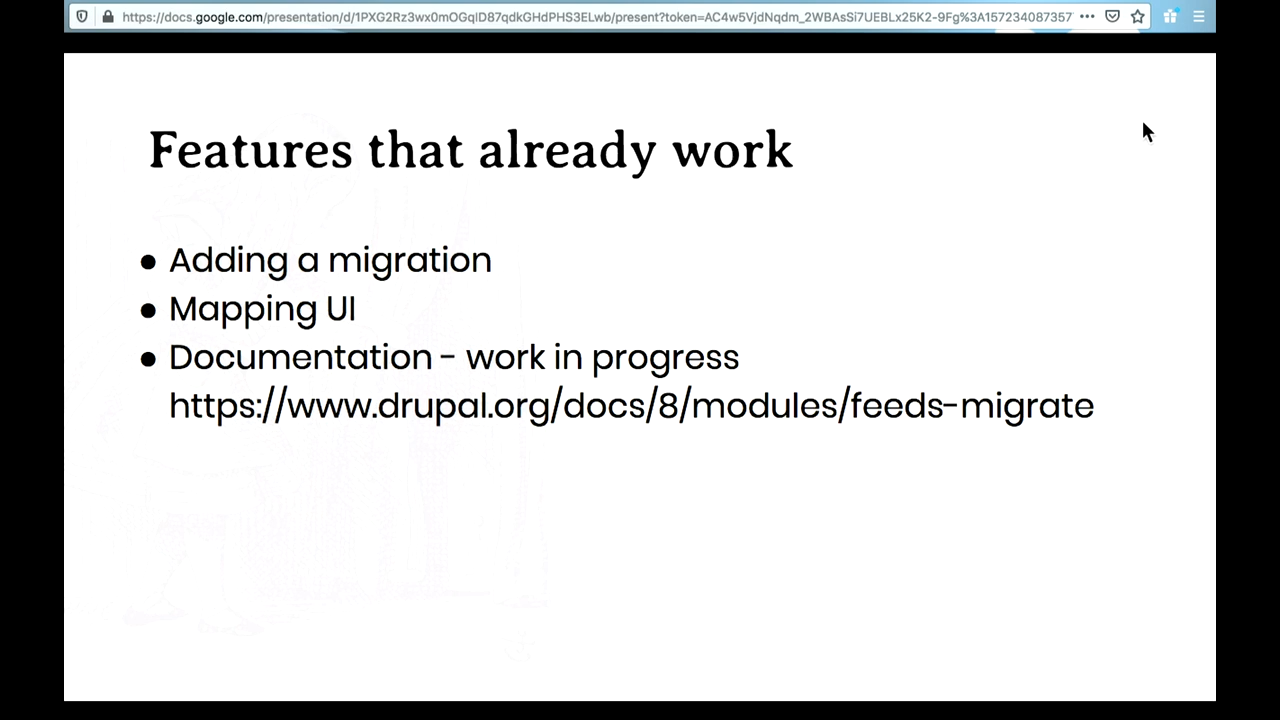 https://docs.google.com/presentation/d/1PXG2Rz3wx0mOGqlD87qdkGHdPHS3ELwb/present?token=AC4w5VjdNqdm_2WBAsSi7UEBLx25K2-9Fg%3A157234087357
Features that already work
● Adding a migration
● Mapping UI
● Documentation - work in progress
https://www.drupal.org/docs/8/modules/feeds-migrate